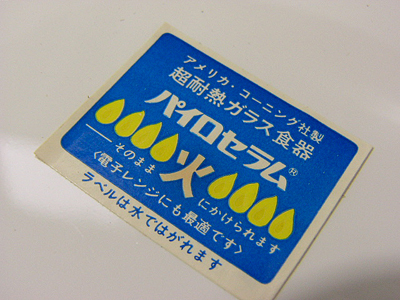 アメリカ・コーニング社製
超耐熱ガラス食器
パイロセラム®
そのまま火にかけられます
〈電子レンジにも最適です〉
ラベルは水ではがれます